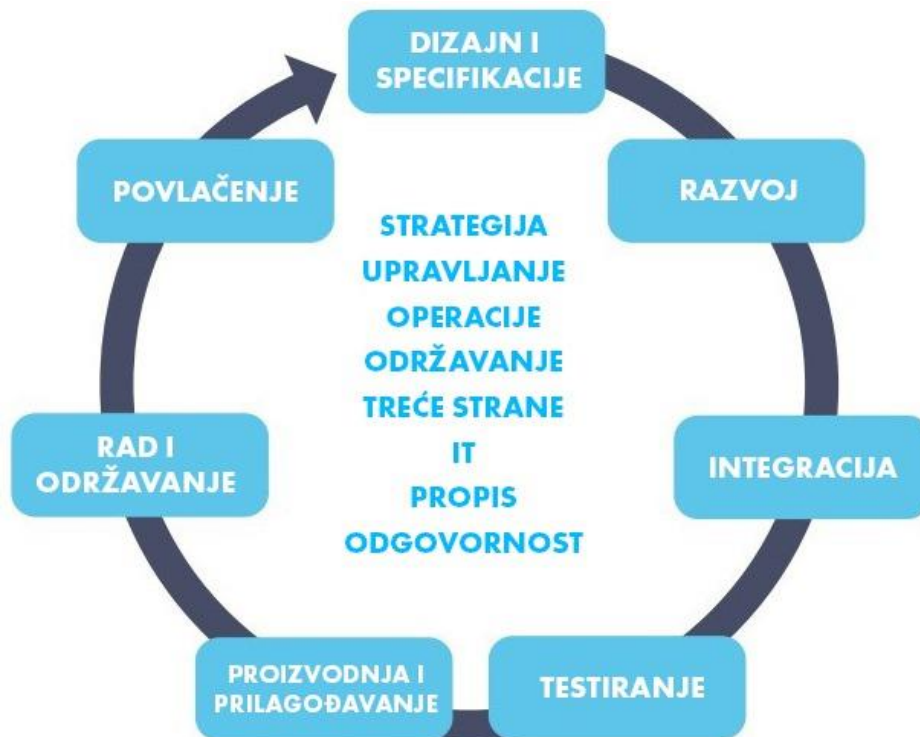 DIZAJN I
SPECIFIKACIJE
RAZVOJ
INTEGRACIJA
TESTIRANJE
PROIZVODNJA I
PRILAGOĐAVANJE
RAD I
ODRŽAVANJE
POVLAČENJE
STRATEGIJA
UPRAVLJANJE
OPERACIJE
ODRŽAVANJE
TREĆE STRANE
IT
PROPIS
ODGOVORNOST